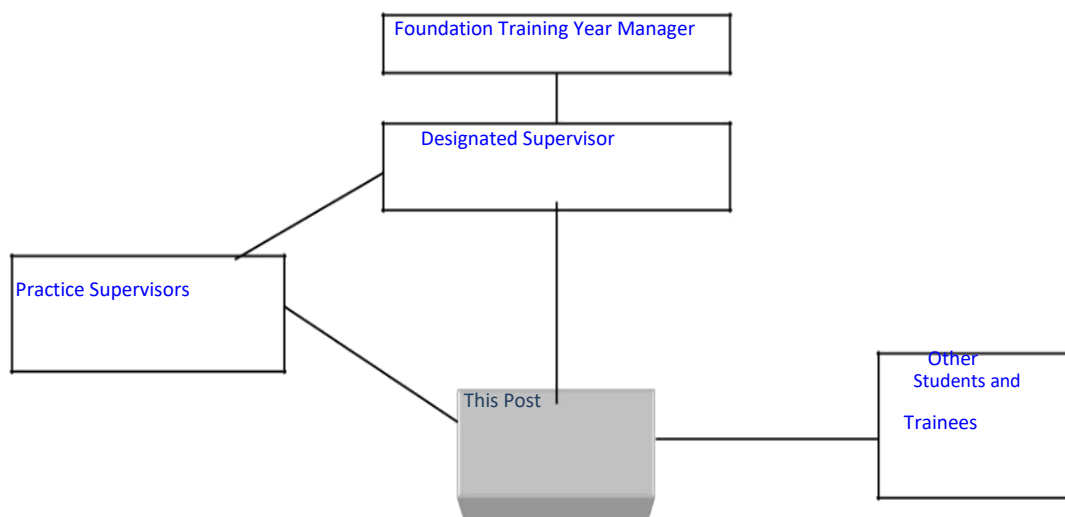 Foundation Training Year Manager
Designated Supervisor
Practice Supervisors
This Post
Other
Students and
Trainees